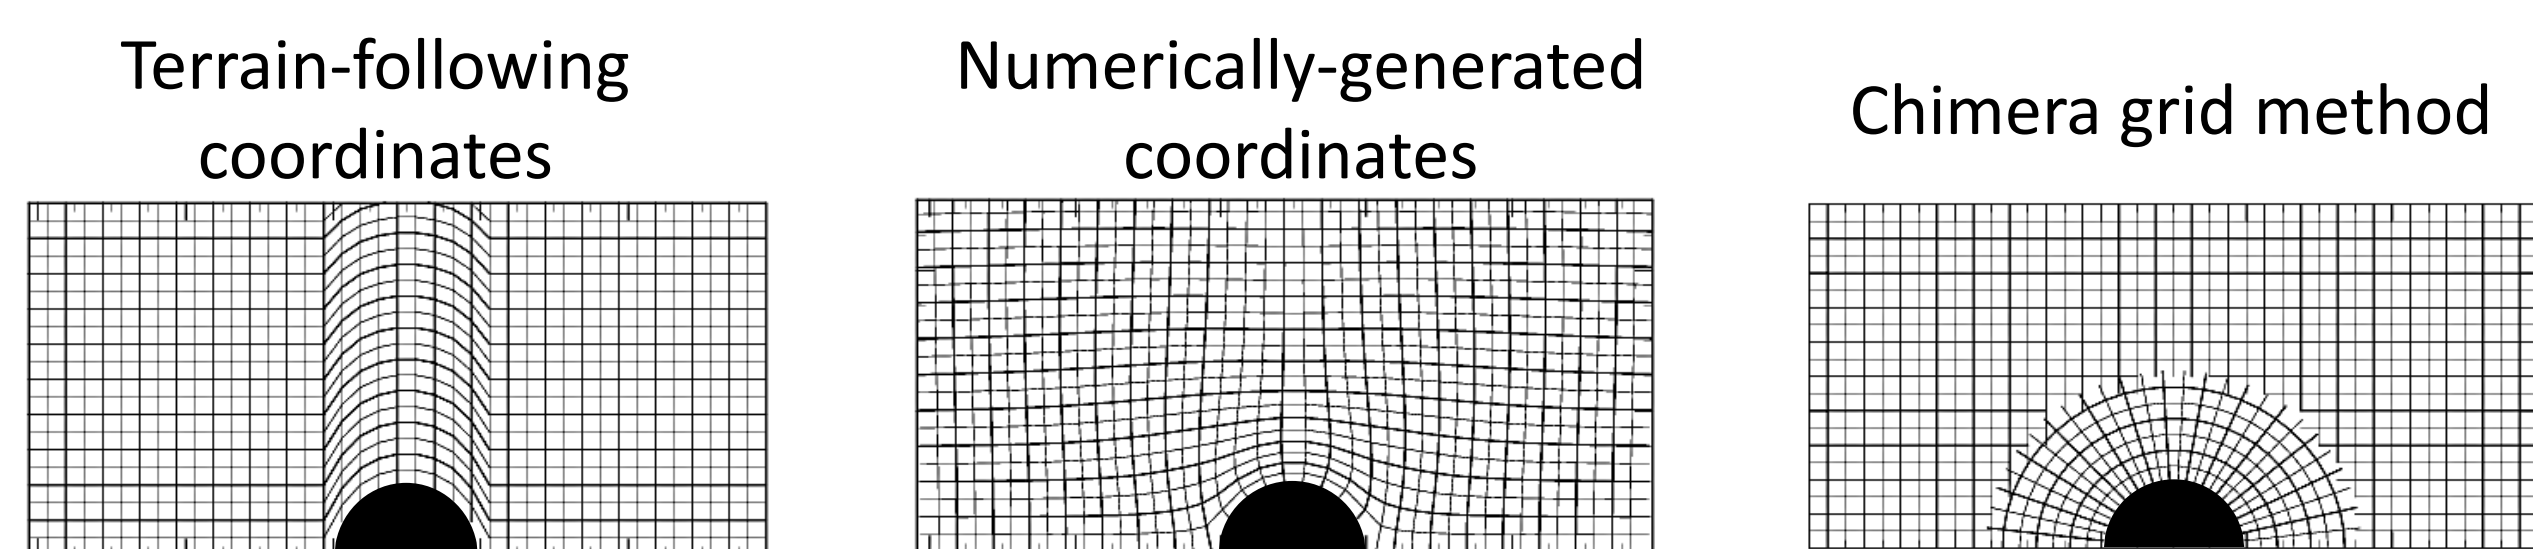 Terrain-following
coordinates
Numerically-generated
coordinates
Chimera grid method